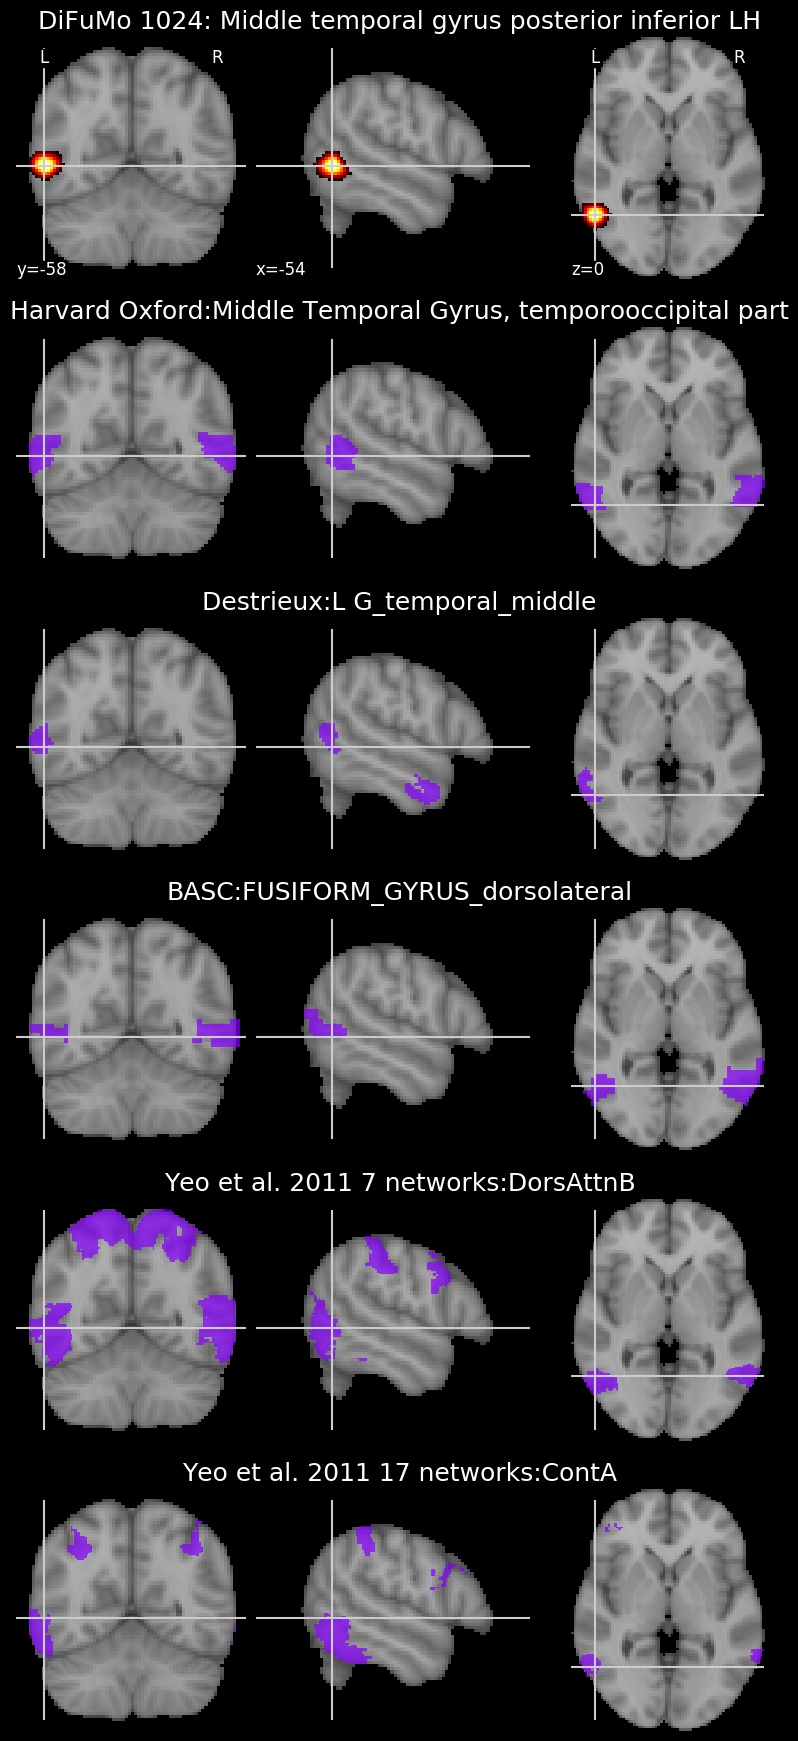 DiFuMo 1024: Middle temporal gyrus posterior inferior LH
L R L R
y=-58 x=-54 z=0
Harvard Oxford:Middle Temporal Gyrus, temporooccipital part
Destrieux:L G_temporal_middle
BASC:FUSIFORM_GYRUS_dorsolateral
Yeo et al. 2011 7 networks:DorsAttnB
Yeo et al. 2011 17 networks:ContA